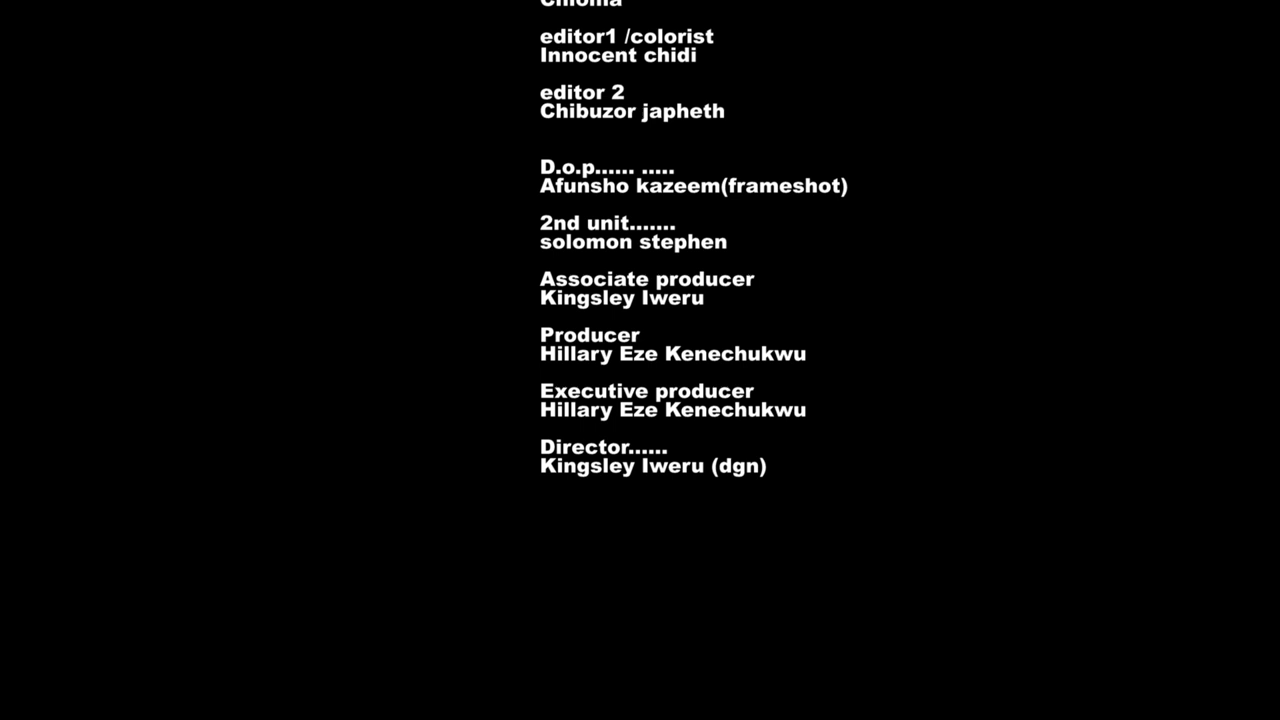 Chioma
editor1 /colorist
Innocent chidi
editor 2
Chibuzor japheth
D.o.p...... .....
Afunsho kazeem(frameshot)
2nd unit.......
solomon stephen
Associate producer
Kingsley Iweru
Producer
Hillary Eze Kenechukwu
Executive producer
Hillary Eze Kenechukwu
Director......
Kingsley Iweru (dgn)